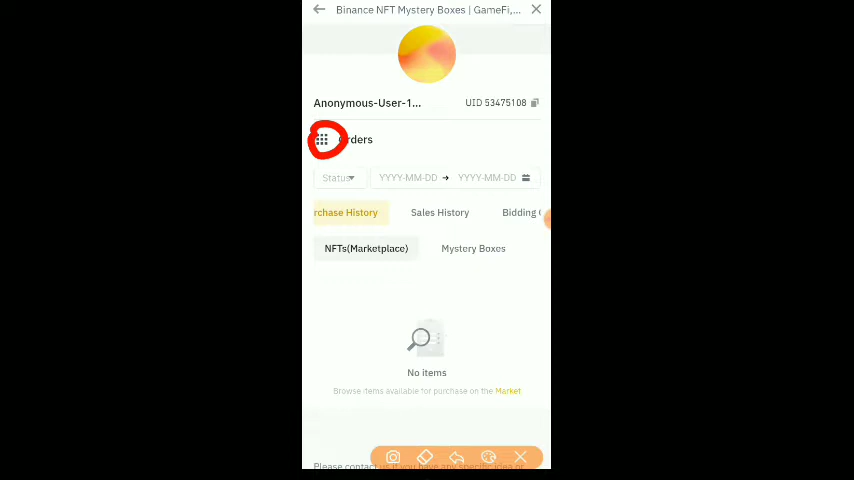 Binance NFT Mystery Boxes | GameFi,...
Anonymous-User-1... UID 53475108
Orders
Status YYYY-MM-DD → YYYY-MM-DD
rchase History Sales History Bidding
NFTs(Marketplace) Mystery Boxes
No items
Browse items available for purchase on the Market
Please contact us if you have any specific idea or